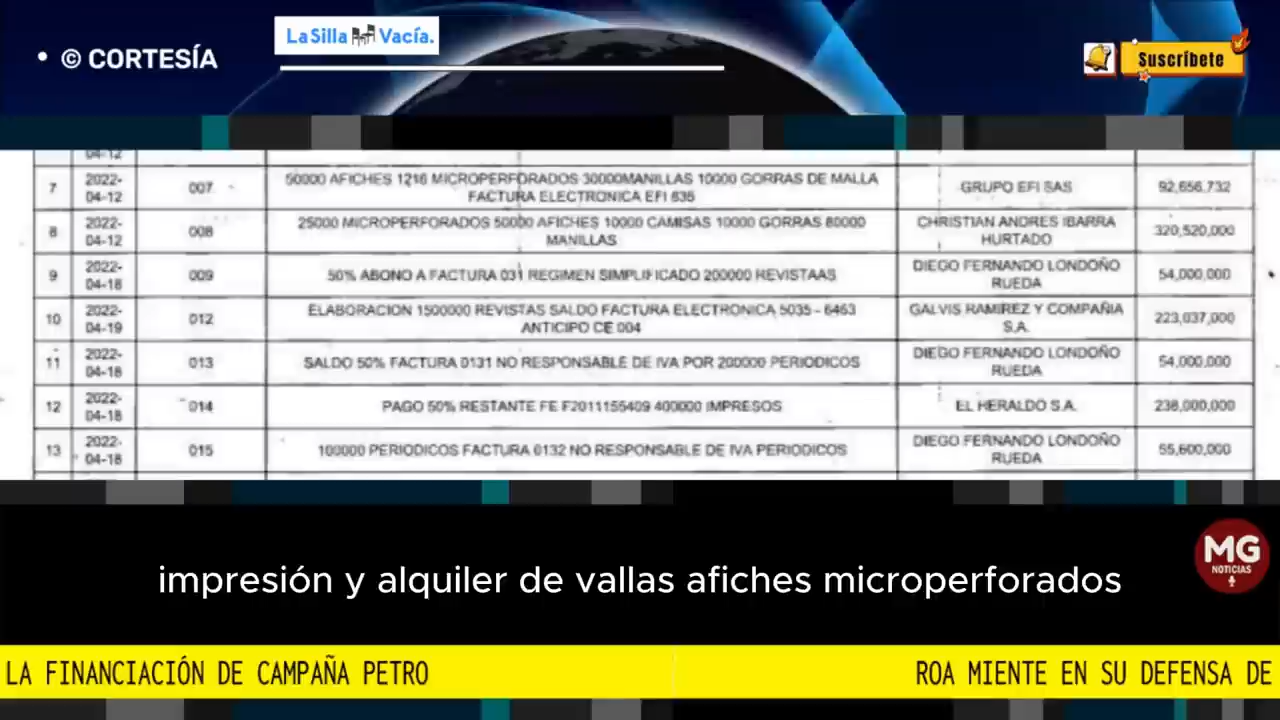 • © CORTESÍA
LaSilla Vacía.
Suscríbete
04-12
7 2022-04-12 007 50000 AFICHES 1216 MICROPERFORADOS 30000MANILLAS 10000 GORRAS DE MALLA FACTURA ELECTRONICA EFI 635 GRUPO EFI SAS 92,656,732
8 2022-04-12 008 25000 MICROPERFORADOS 50000 AFICHES 10000 CAMISAS 10000 GORRAS 80000 MANILLAS CHRISTIAN ANDRES IBARRA HURTADO 320,520,000
9 2022-04-18 009 50% ABONO A FACTURA 031 REGIMEN SIMPLIFICADO 200000 REVISTAAS DIEGO FERNANDO LONDOÑO RUEDA 54,000,000
10 2022-04-19 012 ELABORACION 1500000 REVISTAS SALDO FACTURA ELECTRONICA 5035 - 6463 ANTICIPO CE 004 GALVIS RAMIREZ Y COMPAÑIA S.A. 223,037,000
11 2022-04-18 013 SALDO 50% FACTURA 0131 NO RESPONSABLE DE IVA POR 200000 PERIODICOS DIEGO FERNANDO LONDOÑO RUEDA 54,000,000
12 2022-04-18 014 PAGO 50% RESTANTE FE F2011155409 400000 IMPRESOS EL HERALDO S.A. 238,000,000
13 2022-04-18 015 100000 PERIODICOS FACTURA 0132 NO RESPONSABLE DE IVA PERIODICOS DIEGO FERNANDO LONDOÑO RUEDA 55,600,000
impresión y alquiler de vallas afiches microperforados
MG
NOTICIAS
LA FINANCIACIÓN DE CAMPAÑA PETRO ROA MIENTE EN SU DEFENSA DE